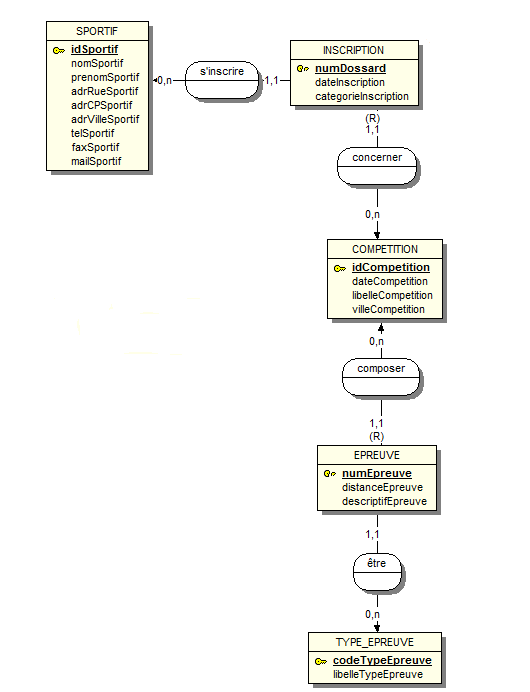 SPORTIF
idSportif
nomSportif
prenomSportif
adrRueSportif
adrCPSportif
adrVilleSportif
telSportif
faxSportif
mailSportif
0,n
s'inscrire
1,1
INSCRIPTION
numDossard
dateInscription
categorieInscription
(R)
1,1
concerner
0,n
COMPETITION
idCompetition
dateCompetition
libelleCompetition
villeCompetition
0,n
composer
1,1
(R)
EPREUVE
numEpreuve
distanceEpreuve
descriptifEpreuve
1,1
être
0,n
TYPE_EPREUVE
codeTypeEpreuve
libelleTypeEpreuve